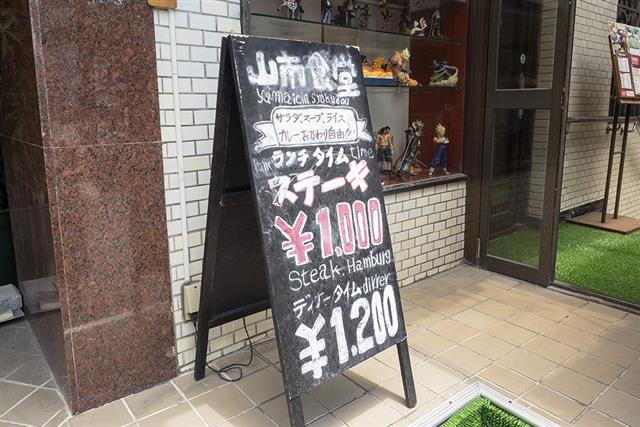 山市食堂
yamaichi syokudou
サラダ、スープ、ライス
カレーおかわり自由!!
ランチタイム time
ステーキ
¥1.000
Steak, Hamburg
ディナータイム dinner
¥1.200